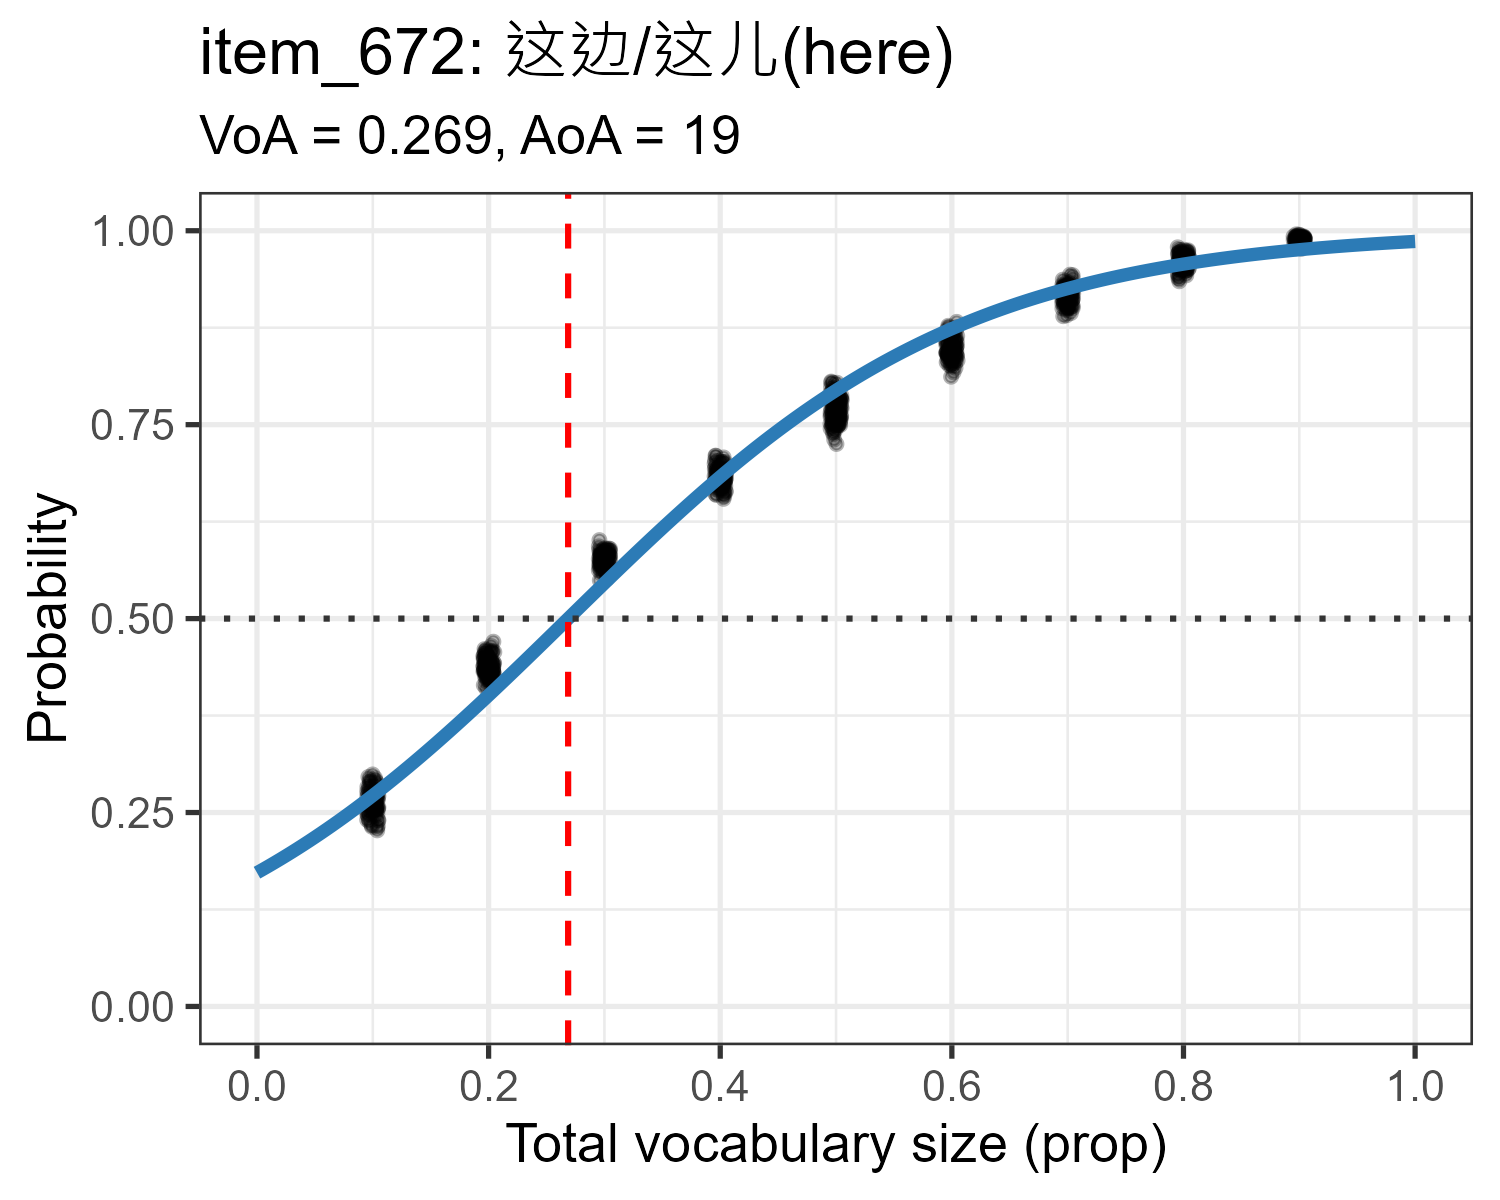 item_672: 这边/这儿(here)
VoA = 0.269, AoA = 19
Probability
1.00
0.75
0.50
0.25
0.00
0.0 0.2 0.4 0.6 0.8 1.0
Total vocabulary size (prop)